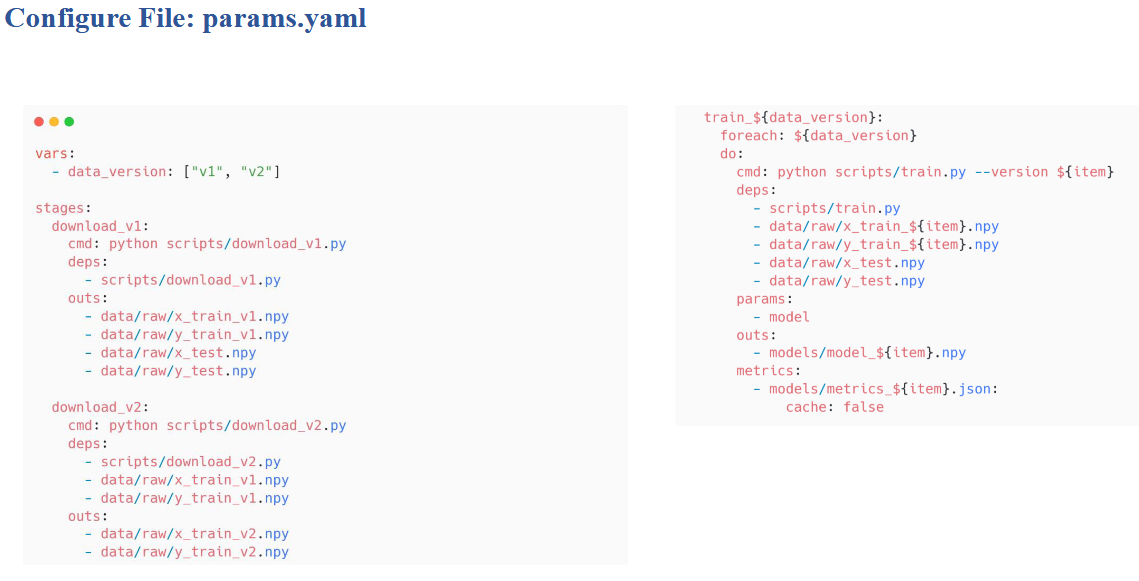 Configure File: params.yaml
vars:
  - data_version: ["v1", "v2"]
stages:
  download_v1:
    cmd: python scripts/download_v1.py
    deps:
      - scripts/download_v1.py
    outs:
      - data/raw/x_train_v1.npy
      - data/raw/y_train_v1.npy
      - data/raw/x_test.npy
      - data/raw/y_test.npy
  download_v2:
    cmd: python scripts/download_v2.py
    deps:
      - scripts/download_v2.py
      - data/raw/x_train_v1.npy
      - data/raw/y_train_v1.npy
    outs:
      - data/raw/x_train_v2.npy
      - data/raw/y_train_v2.npy
train_${data_version}:
  foreach: ${data_version}
  do:
    cmd: python scripts/train.py --version ${item}
    deps:
      - scripts/train.py
      - data/raw/x_train_${item}.npy
      - data/raw/y_train_${item}.npy
      - data/raw/x_test.npy
      - data/raw/y_test.npy
    params:
      - model
    outs:
      - models/model_${item}.npy
    metrics:
      - models/metrics_${item}.json:
          cache: false